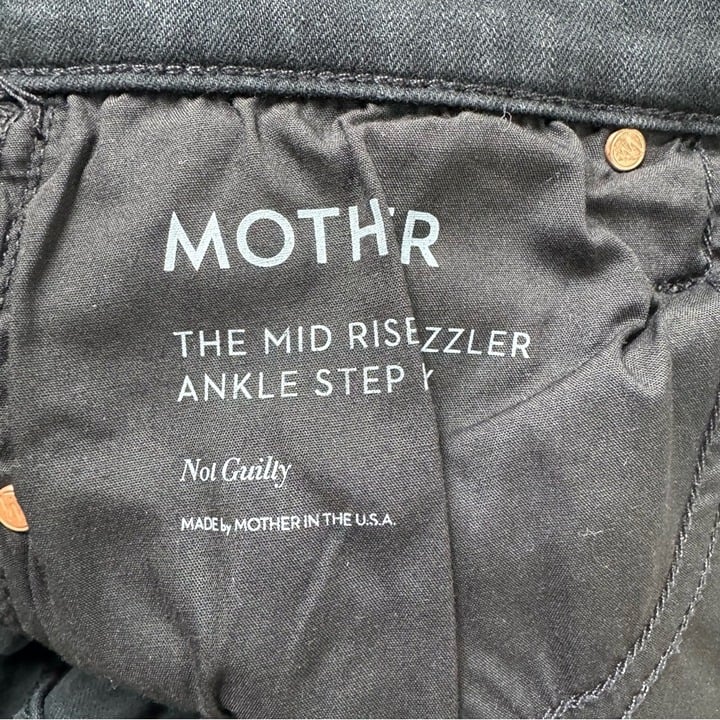 MOTH'R
THE MID RISEZZLER
ANKLE STEP Y
Not Guilty
MADE by MOTHER IN THE U.S.A.